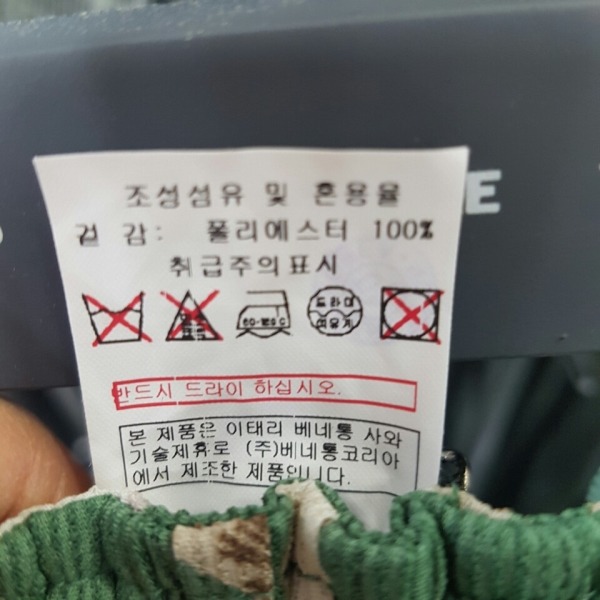 E
조성섬유 및 혼용율
겉 감: 폴리에스터 100%
취급주의표시
드라이
반드시 드라이 하십시오.
본 제품은 이태리 베네통 사와
기술제휴로 (주)베네통코리아
에서 제조한 제품입니다.